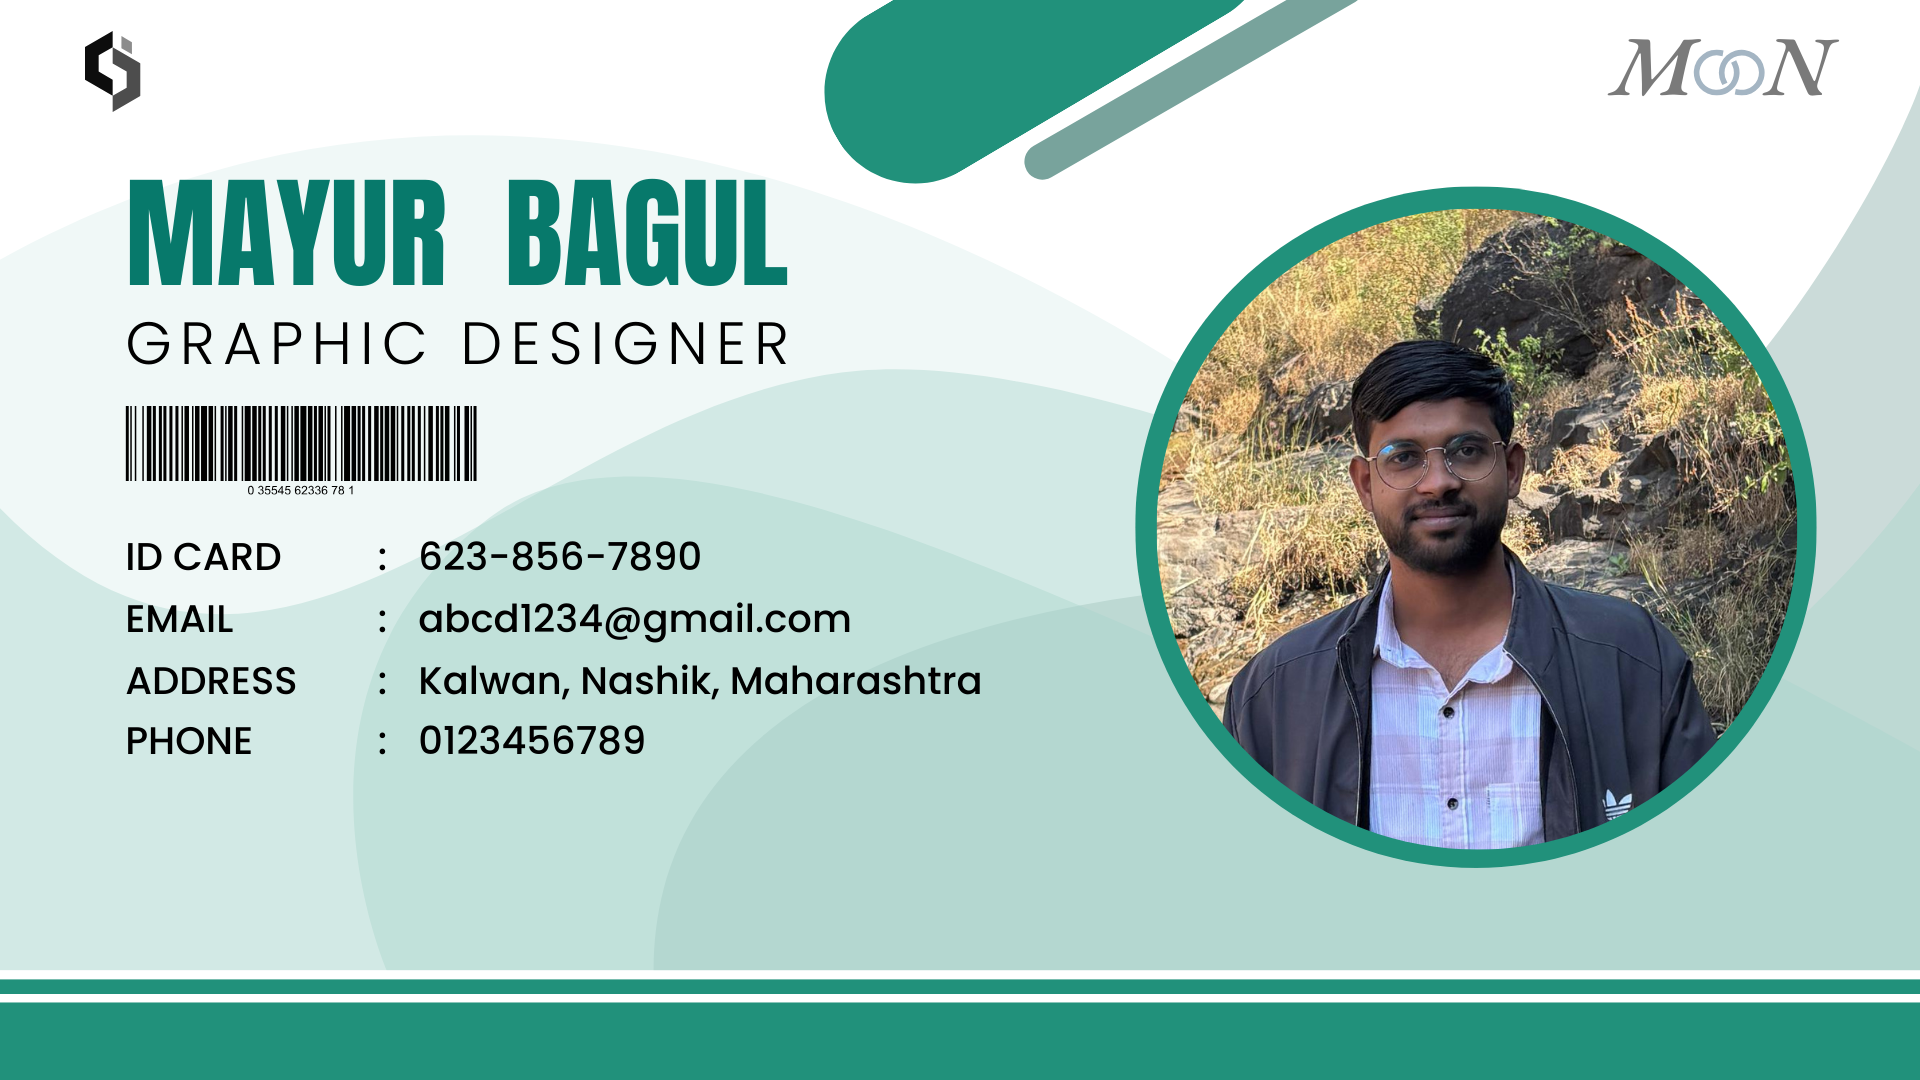 MOON
MAYUR BAGUL
GRAPHIC DESIGNER
0 35545 62336 78 1
ID CARD : 623-856-7890
EMAIL : abcd1234@gmail.com
ADDRESS : Kalwan, Nashik, Maharashtra
PHONE : 0123456789